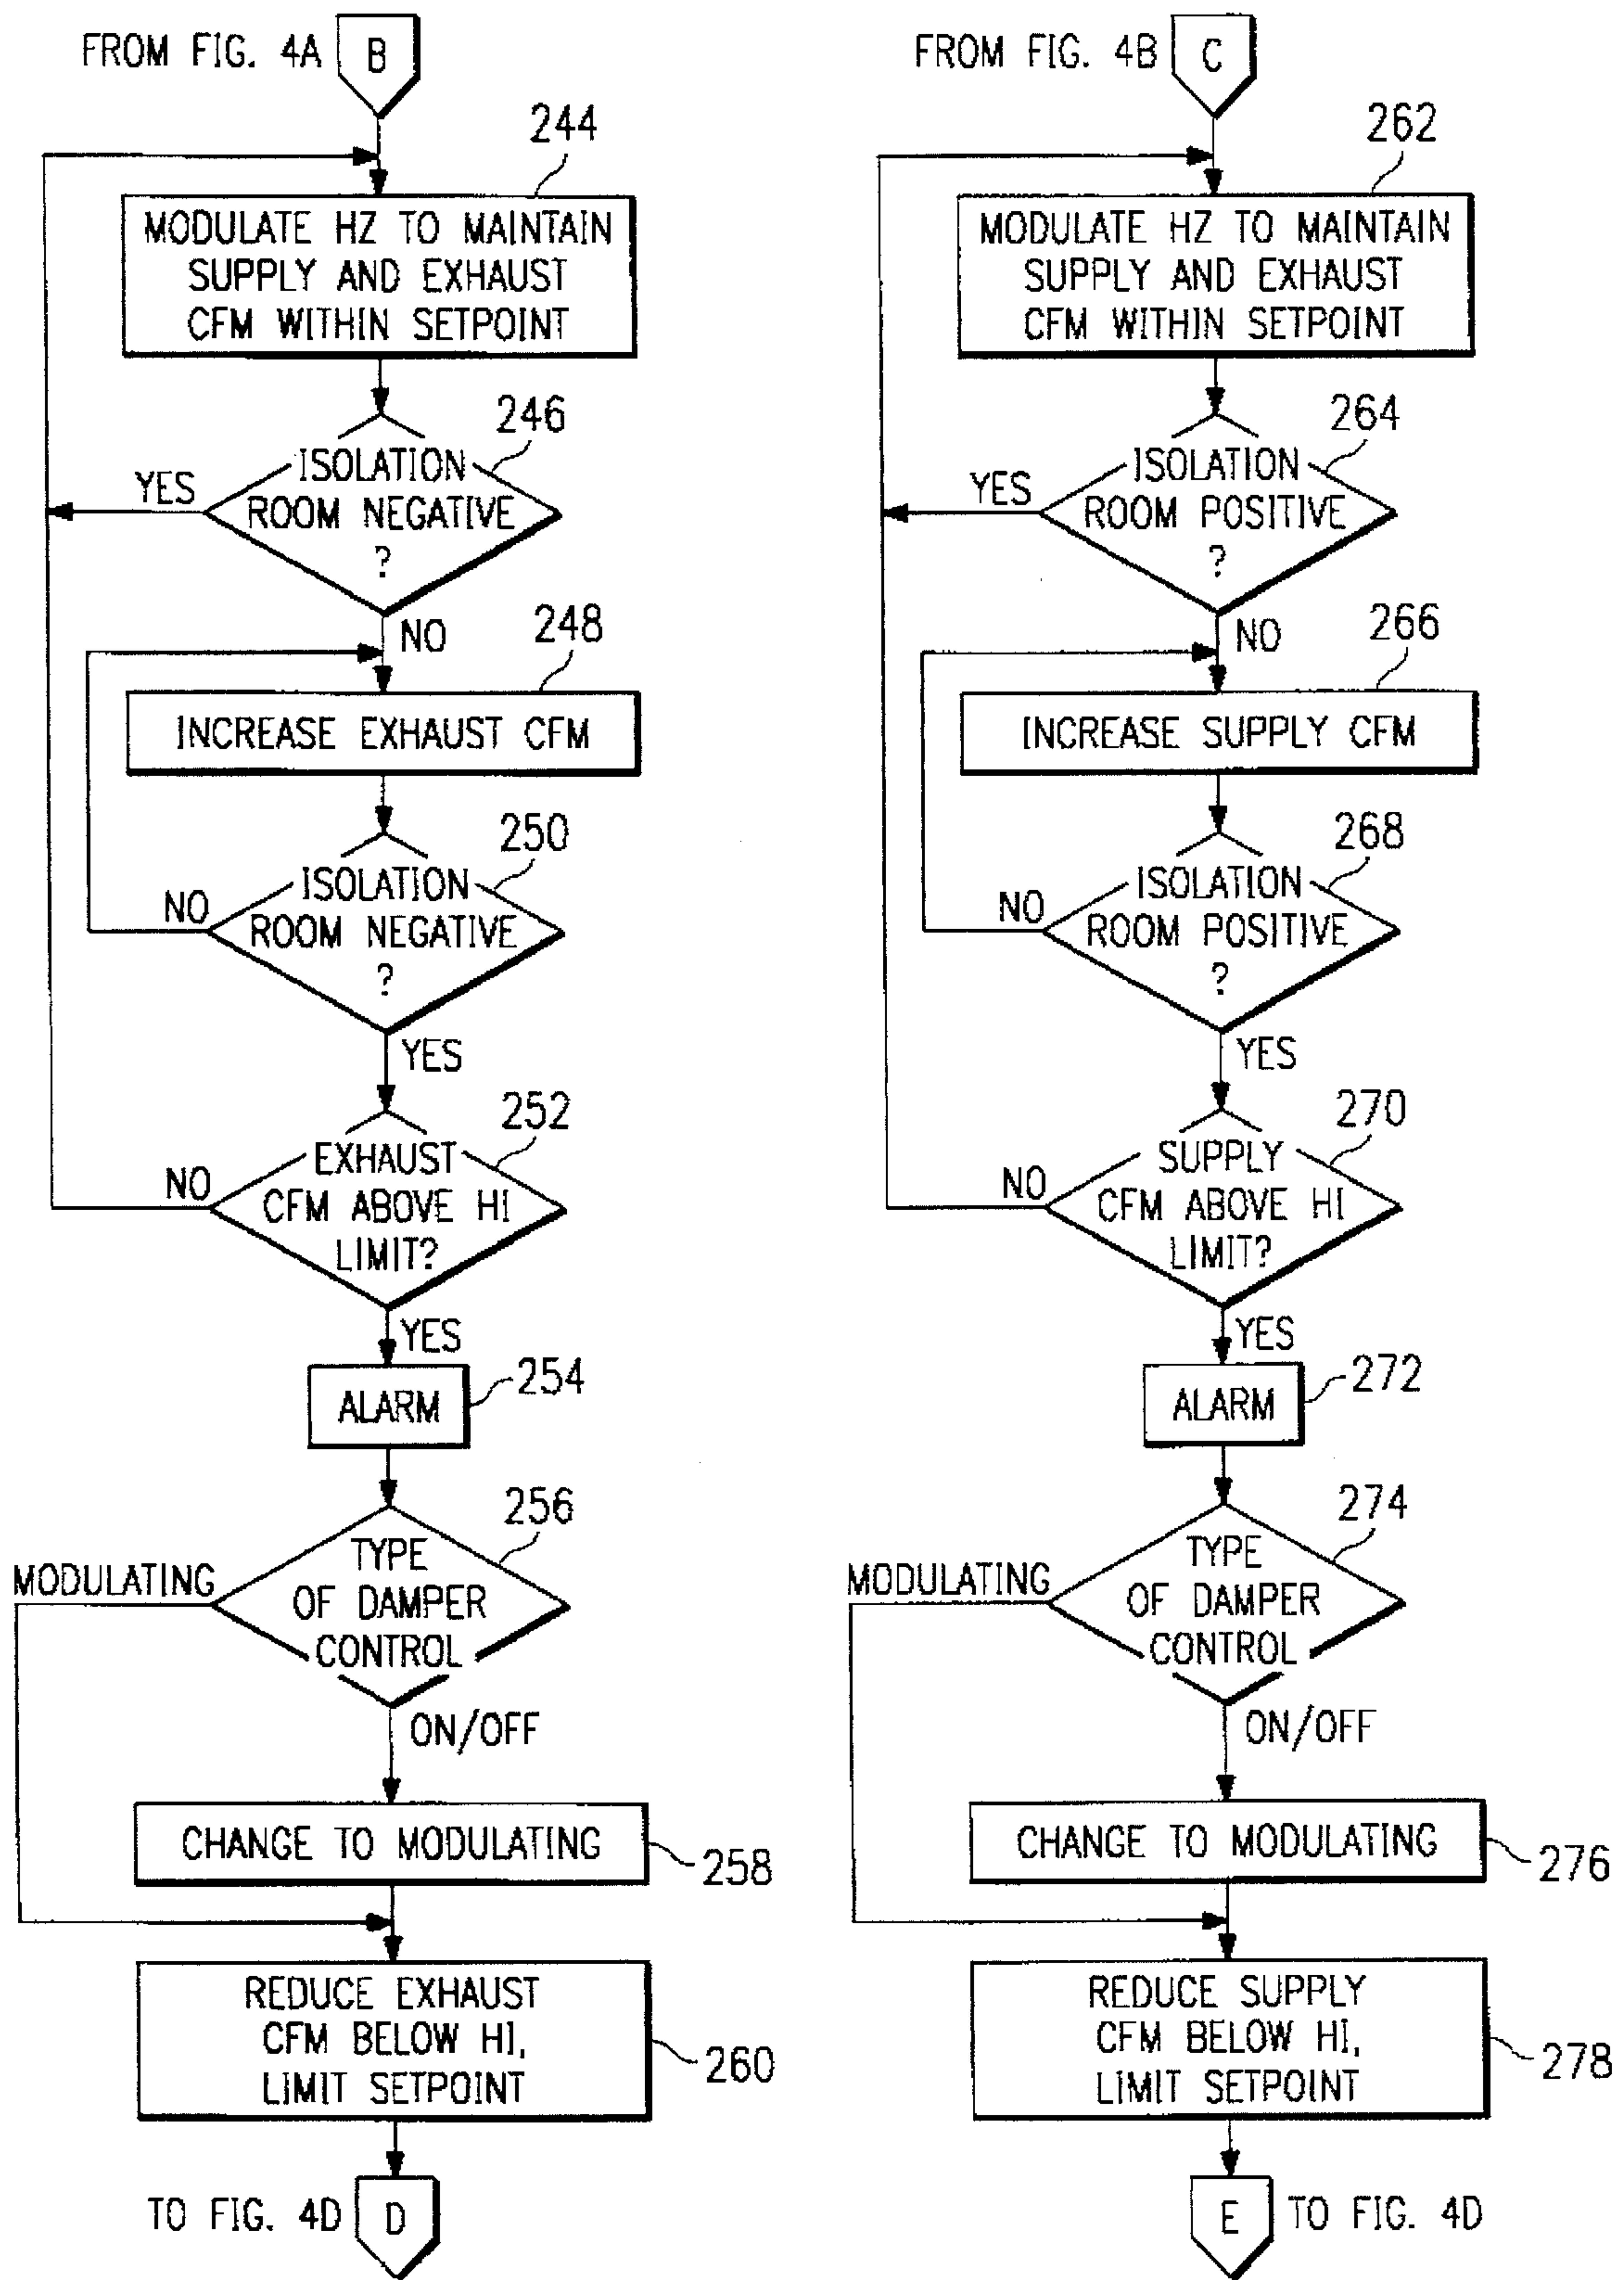 FROM FIG. 4A
B
244
MODULATE HZ TO MAINTAIN
SUPPLY AND EXHAUST
CFM WITHIN SETPOINT
246
ISOLATION
ROOM NEGATIVE
?
YES
NO
248
INCREASE EXHAUST CFM
250
ISOLATION
ROOM NEGATIVE
?
NO
YES
252
EXHAUST
CFM ABOVE HI
LIMIT?
NO
YES
ALARM
254
256
TYPE
OF DAMPER
CONTROL
MODULATING
ON/OFF
CHANGE TO MODULATING
258
REDUCE EXHAUST
CFM BELOW HI,
LIMIT SETPOINT
260
TO FIG. 4D
D
FROM FIG. 4B
C
262
MODULATE HZ TO MAINTAIN
SUPPLY AND EXHAUST
CFM WITHIN SETPOINT
264
ISOLATION
ROOM POSITIVE
?
YES
NO
266
INCREASE SUPPLY CFM
268
ISOLATION
ROOM POSITIVE
?
NO
YES
270
SUPPLY
CFM ABOVE HI
LIMIT?
NO
YES
ALARM
272
274
TYPE
OF DAMPER
CONTROL
MODULATING
ON/OFF
CHANGE TO MODULATING
276
REDUCE SUPPLY
CFM BELOW HI,
LIMIT SETPOINT
278
E
TO FIG. 4D